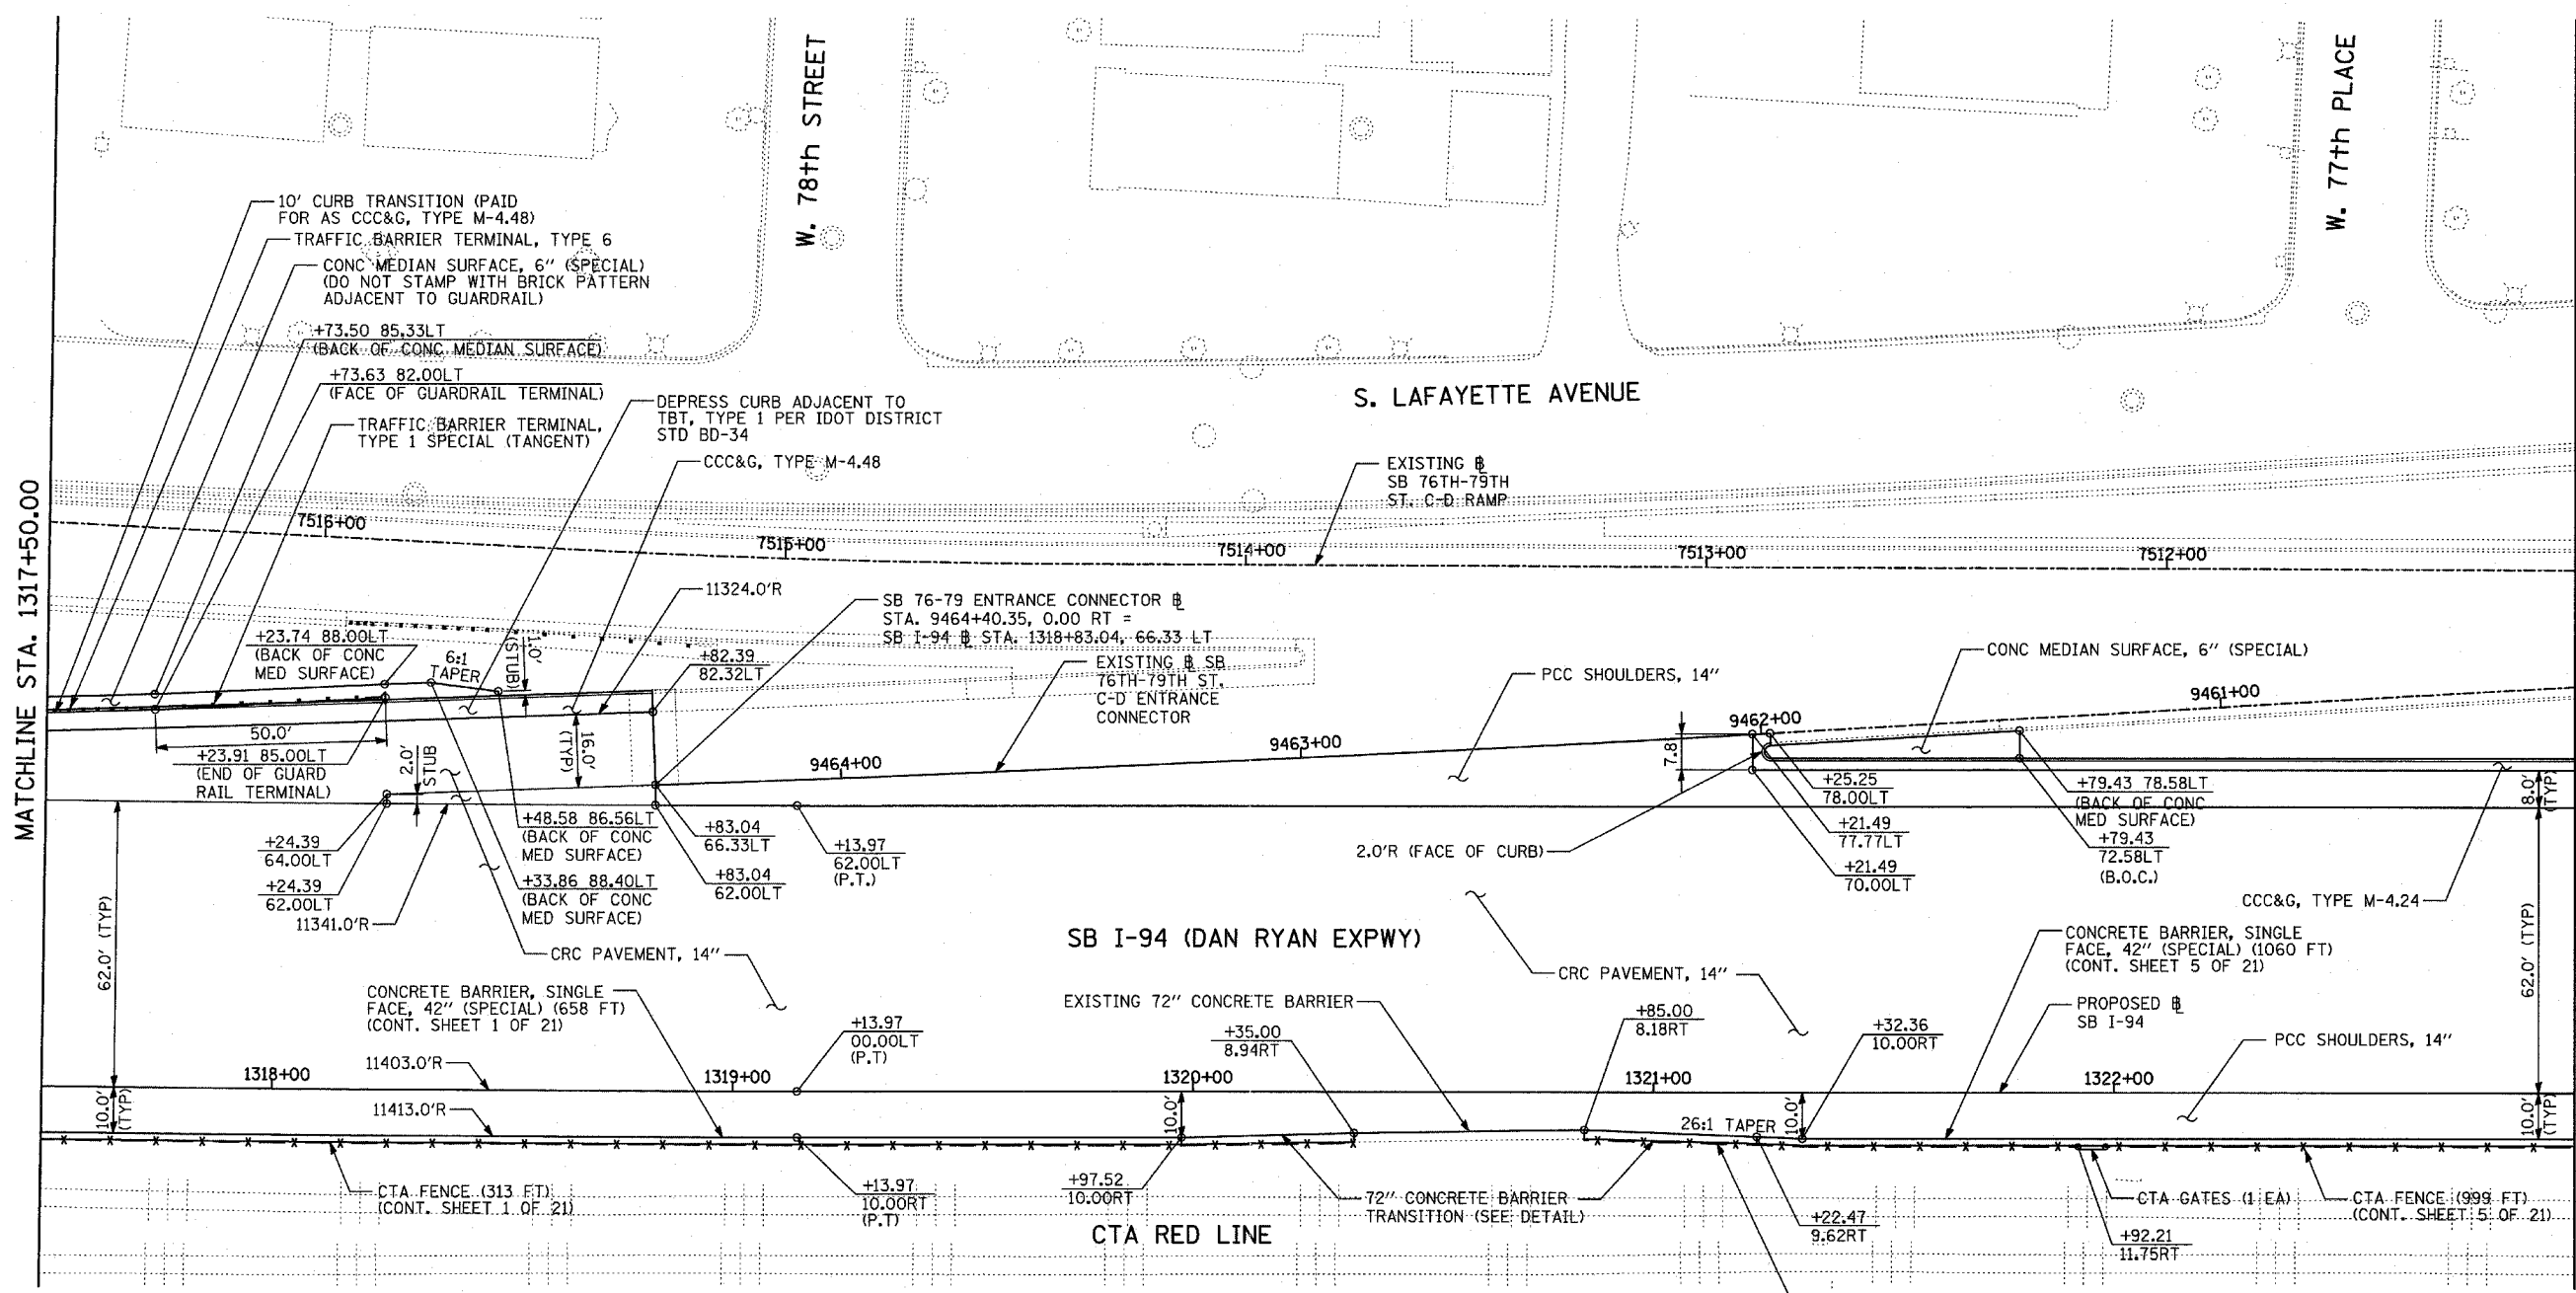 W. 78th STREET
W. 77th PLACE
10' CURB TRANSITION (PAID
FOR AS CCC&G, TYPE M-4.48)
TRAFFIC BARRIER TERMINAL, TYPE 6
CONC MEDIAN SURFACE, 6" (SPECIAL)
(DO NOT STAMP WITH BRICK PATTERN
ADJACENT TO GUARDRAIL)
+73.50 85.33LT
(BACK OF CONC MEDIAN SURFACE)
+73.63 82.00LT
(FACE OF GUARDRAIL TERMINAL)
TRAFFIC BARRIER TERMINAL,
TYPE 1 SPECIAL (TANGENT)
DEPRESS CURB ADJACENT TO
TBT, TYPE 1 PER IDOT DISTRICT
STD BD-34
CCC&G, TYPE M-4.48
S. LAFAYETTE AVENUE
EXISTING ℄
SB 76TH-79TH
ST. C-D RAMP
MATCHLINE STA. 1317+50.00
7516+00
7515+00
7514+00
7513+00
7512+00
11324.0'R
SB 76-79 ENTRANCE CONNECTOR ℄
STA. 9464+40.35, 0.00 RT =
SB I-94 ℄ STA. 1318+83.04, 66.33 LT
+23.74 88.00LT
(BACK OF CONC
MED SURFACE)
6:1
TAPER
1.0'
(STUB)
+82.39
82.32LT
EXISTING ℄ SB
76TH-79TH ST.
C-D ENTRANCE
CONNECTOR
PCC SHOULDERS, 14"
CONC MEDIAN SURFACE, 6" (SPECIAL)
9461+00
9462+00
9463+00
9464+00
50.0'
16.0'
(TYP)
7.8
+23.91 85.00LT
(END OF GUARD
RAIL TERMINAL)
2.0'
STUB
+25.25
78.00LT
+79.43 78.58LT
(BACK OF CONC
MED SURFACE)
8.0'
(TYP)
+48.58 86.56LT
(BACK OF CONC
MED SURFACE)
+83.04
66.33LT
+13.97
62.00LT
(P.T.)
+21.49
77.77LT
+79.43
72.58LT
(B.O.C.)
2.0'R (FACE OF CURB)
+24.39
64.00LT
+24.39
62.00LT
+33.86 88.40LT
(BACK OF CONC
MED SURFACE)
+83.04
62.00LT
+21.49
70.00LT
11341.0'R
CCC&G, TYPE M-4.24
62.0' (TYP)
62.0' (TYP)
CRC PAVEMENT, 14"
SB I-94 (DAN RYAN EXPWY)
CRC PAVEMENT, 14"
CONCRETE BARRIER, SINGLE
FACE, 42" (SPECIAL) (1060 FT)
(CONT. SHEET 5 OF 21)
CONCRETE BARRIER, SINGLE
FACE, 42" (SPECIAL) (658 FT)
(CONT. SHEET 1 OF 21)
EXISTING 72" CONCRETE BARRIER
PROPOSED ℄
SB I-94
+13.97
00.00LT
(P.T)
+35.00
8.94RT
+85.00
8.18RT
+32.36
10.00RT
PCC SHOULDERS, 14"
11403.0'R
1318+00
1319+00
1320+00
1321+00
1322+00
10.0'
(TYP)
11413.0'R
10.0'
26:1 TAPER
10.0'
10.0'
(TYP)
CTA FENCE (313 FT)
(CONT. SHEET 1 OF 21)
+13.97
10.00RT
(P.T)
+97.52
10.00RT
72" CONCRETE BARRIER
TRANSITION (SEE DETAIL)
CTA GATES (1 EA)
CTA FENCE (999 FT)
(CONT. SHEET 5 OF 21)
+22.47
9.62RT
+92.21
11.75RT
CTA RED LINE